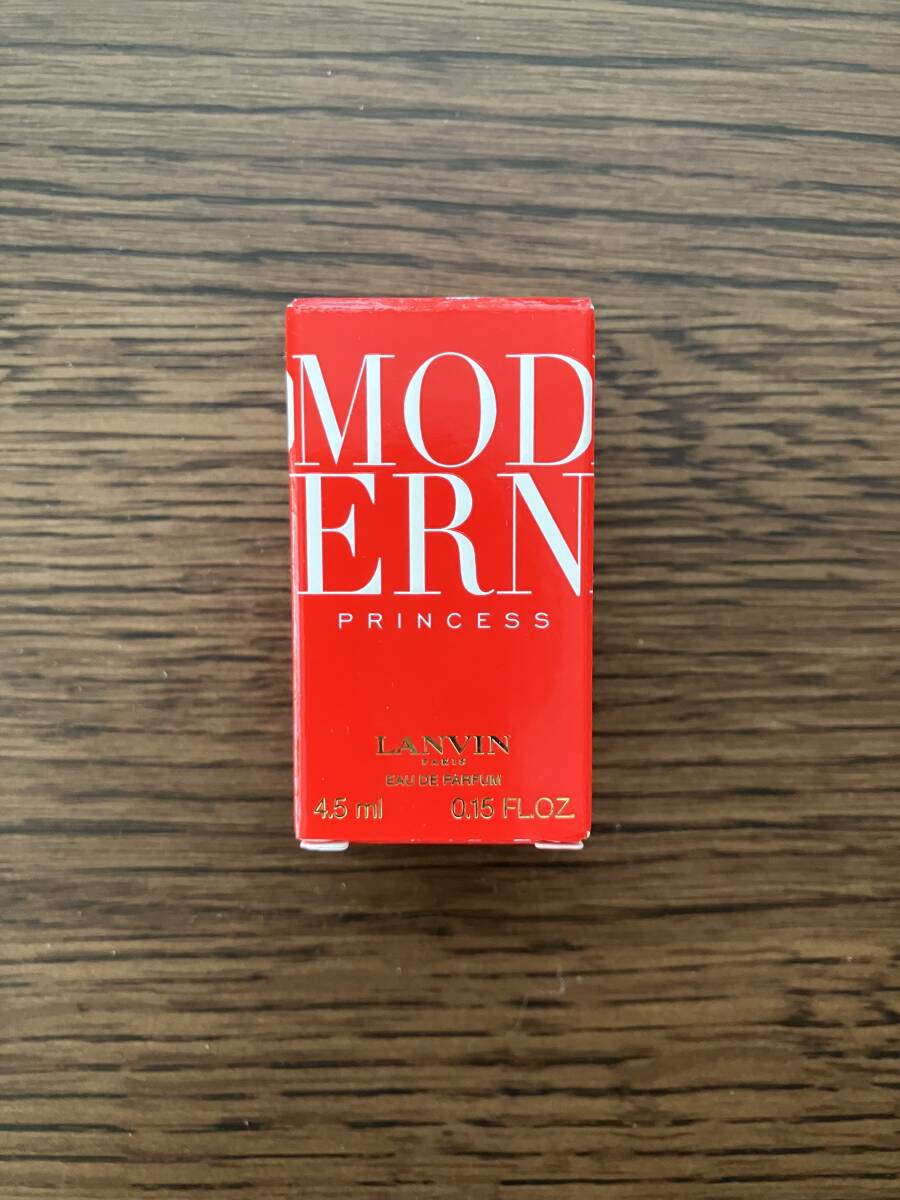 MOD
ERN
PRINCESS
LANVIN
PARIS
EAU DE PARFUM
4.5 ml 0.15 FL.OZ.